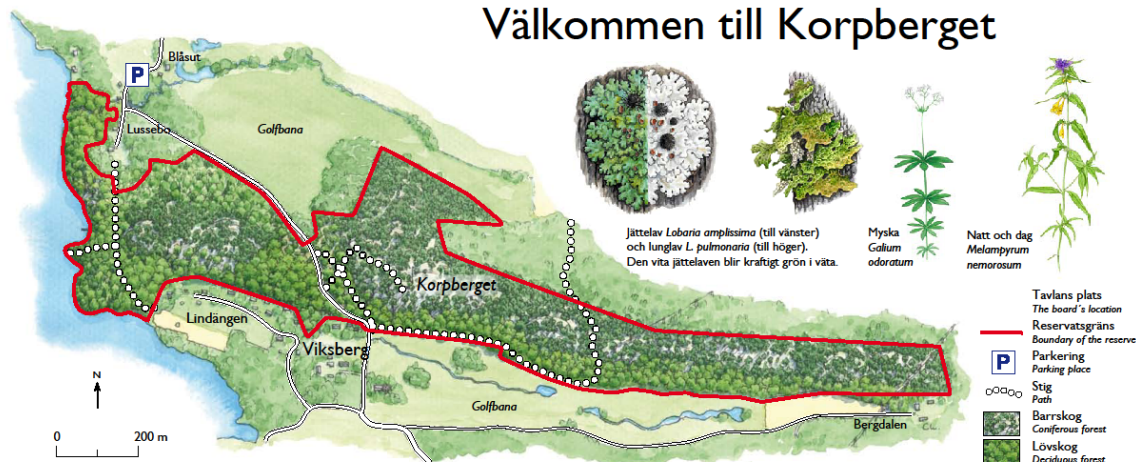 Välkommen till Korpberget
Blåsut
P
Lussebo
Golfbana
Korpberget
Lindängen
Viksberg
Golfbana
Bergdalen
N
0 200 m
Jättelav Lobaria amplissima (till vänster)
och lunglav L. pulmonaria (till höger).
Den vita jättelaven blir kraftigt grön i väta.
Myska
Galium
odoratum
Natt och dag
Melampyrum
nemorosum
Tavlans plats
The board´s location
Reservatsgräns
Boundary of the reserve
P
Parkering
Parking place
Stig
Path
Barrskog
Coniferous forest
Lövskog
Deciduous forest